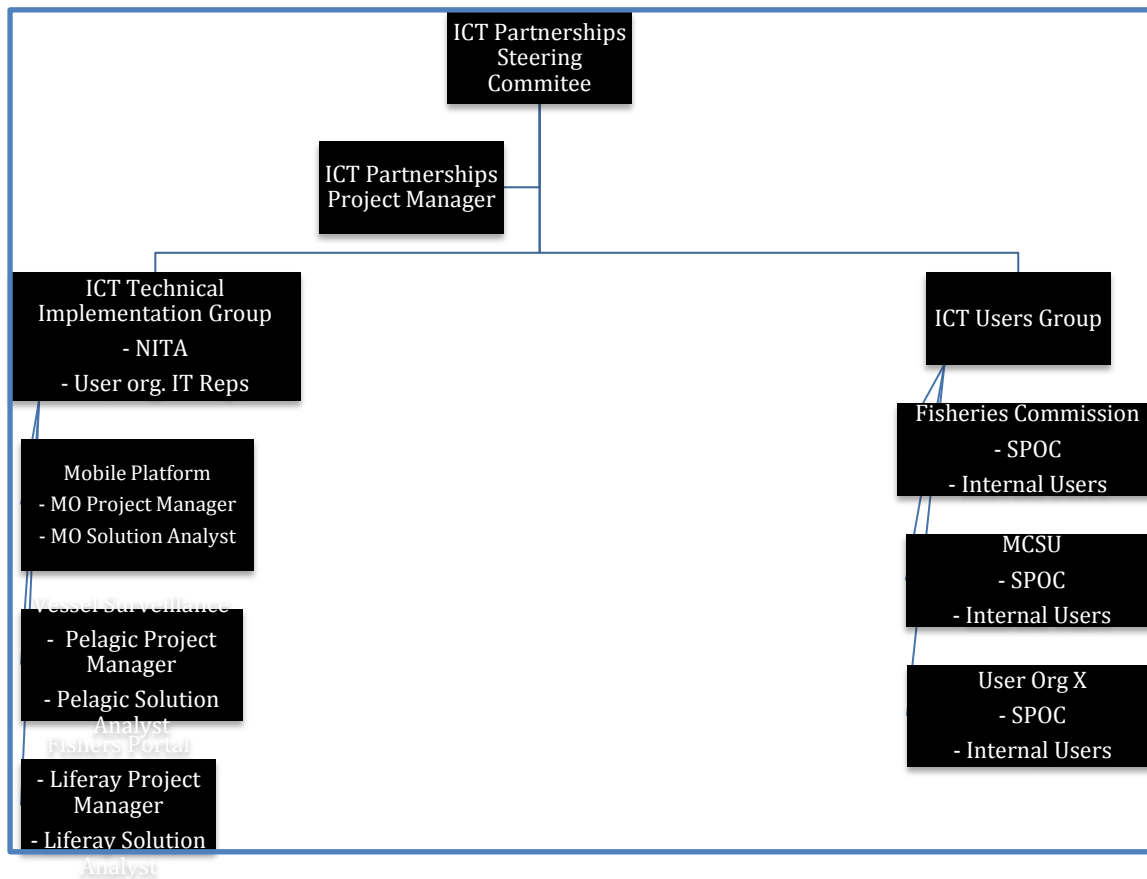 ICT Partnerships
Steering
Commitee
ICT Partnerships
Project Manager
ICT Technical
Implementation Group
- NITA
- User org. IT Reps
Mobile Platform
- MO Project Manager
- MO Solution Analyst
Vessel Surveillance
- Pelagic Project
Manager
- Pelagic Solution
Analyst
Fishers Portal
- Liferay Project
Manager
- Liferay Solution
Analyst
ICT Users Group
Fisheries Commission
- SPOC
- Internal Users
MCSU
- SPOC
- Internal Users
User Org X
- SPOC
- Internal Users